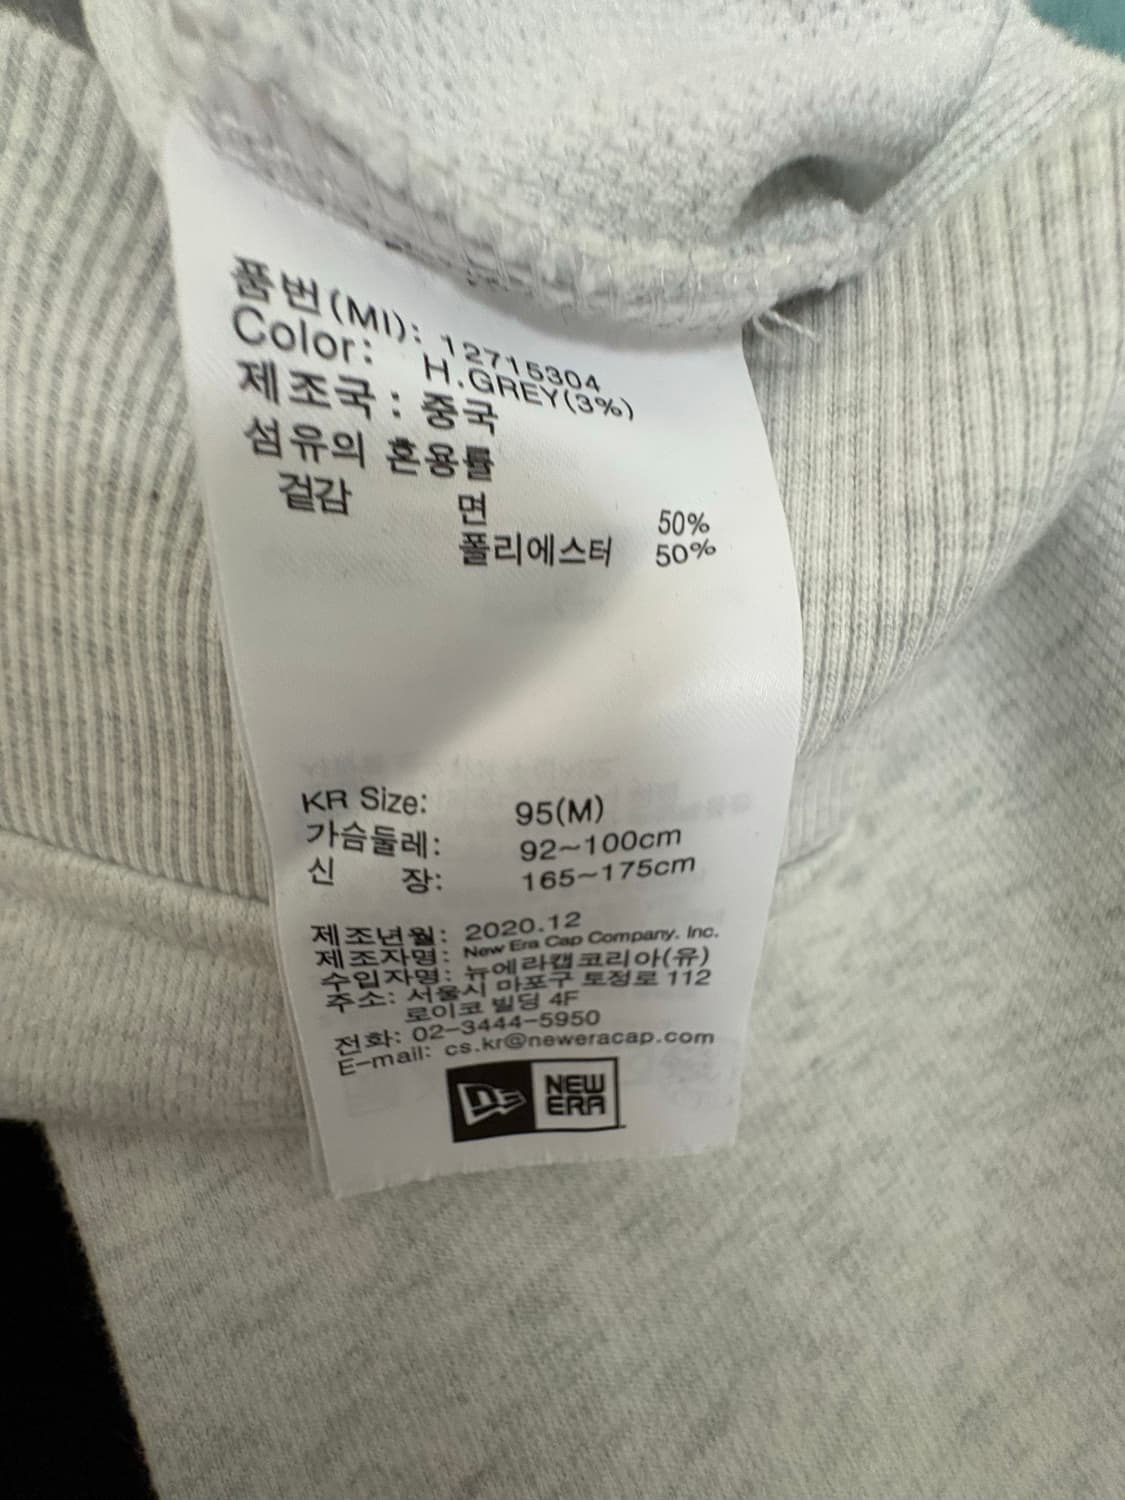 품번(MI): 12715304
Color: H.GREY(3%)
제조국 : 중국
섬유의 혼용률
겉감 면 50%
폴리에스터 50%
KR Size: 95(M)
가슴둘레: 92~100cm
신 장: 165~175cm
제조년월: 2020.12
제조자명: New Era Cap Company, Inc.
수입자명: 뉴에라캡코리아(유)
주소: 서울시 마포구 토정로 112
로이코 빌딩 4F
전화: 02-3444-5950
E-mail: cs.kr@neweracap.com
NEW
ERA